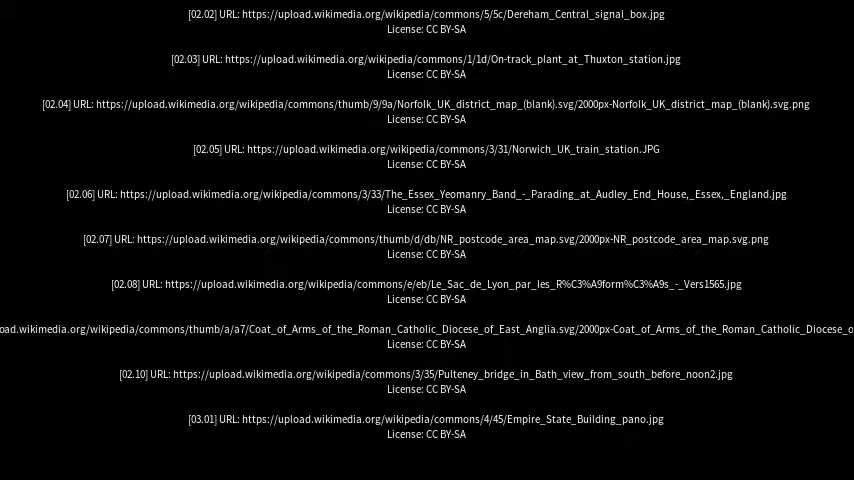 [02.02] URL: https://upload.wikimedia.org/wikipedia/commons/5/5c/Dereham_Central_signal_box.jpg
License: CC BY-SA
[02.03] URL: https://upload.wikimedia.org/wikipedia/commons/1/1d/On-track_plant_at_Thuxton_station.jpg
License: CC BY-SA
[02.04] URL: https://upload.wikimedia.org/wikipedia/commons/thumb/9/9a/Norfolk_UK_district_map_(blank).svg/2000px-Norfolk_UK_district_map_(blank).svg.png
License: CC BY-SA
[02.05] URL: https://upload.wikimedia.org/wikipedia/commons/3/31/Norwich_UK_train_station.JPG
License: CC BY-SA
[02.06] URL: https://upload.wikimedia.org/wikipedia/commons/3/33/The_Essex_Yeomanry_Band_-_Parading_at_Audley_End_House,_Essex,_England.jpg
License: CC BY-SA
[02.07] URL: https://upload.wikimedia.org/wikipedia/commons/thumb/d/db/NR_postcode_area_map.svg/2000px-NR_postcode_area_map.svg.png
License: CC BY-SA
[02.08] URL: https://upload.wikimedia.org/wikipedia/commons/e/eb/Le_Sac_de_Lyon_par_les_R%C3%A9form%C3%A9s_-_Vers1565.jpg
License: CC BY-SA
oad.wikimedia.org/wikipedia/commons/thumb/a/a7/Coat_of_Arms_of_the_Roman_Catholic_Diocese_of_East_Anglia.svg/2000px-Coat_of_Arms_of_the_Roman_Catholic_Diocese_o
License: CC BY-SA
[02.10] URL: https://upload.wikimedia.org/wikipedia/commons/3/35/Pulteney_bridge_in_Bath_view_from_south_before_noon2.jpg
License: CC BY-SA
[03.01] URL: https://upload.wikimedia.org/wikipedia/commons/4/45/Empire_State_Building_pano.jpg
License: CC BY-SA